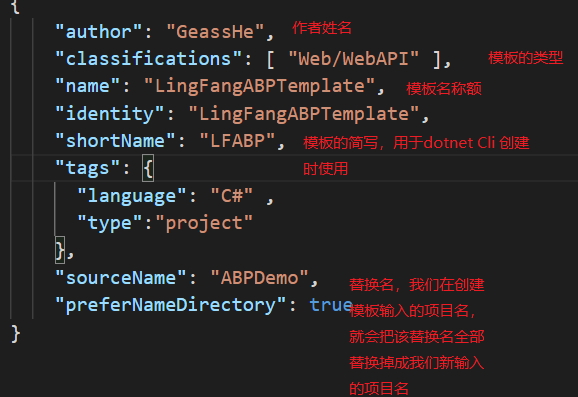 {
"author": "GeassHe", 作者姓名
"classifications": [ "Web/WebAPI" ], 模板的类型
"name": "LingFangABPTemplate", 模板名称额
"identity": "LingFangABPTemplate",
"shortName": "LFABP", 模板的简写，用于dotnet Cli 创建
"tags": { 时使用
"language": "C#" ,
"type":"project"
},
"sourceName": "ABPDemo", 替换名，我们在创建
"preferNameDirectory": true 模板输入的项目名，
} 就会把该替换名全部
替换掉成我们新输入
的项目名